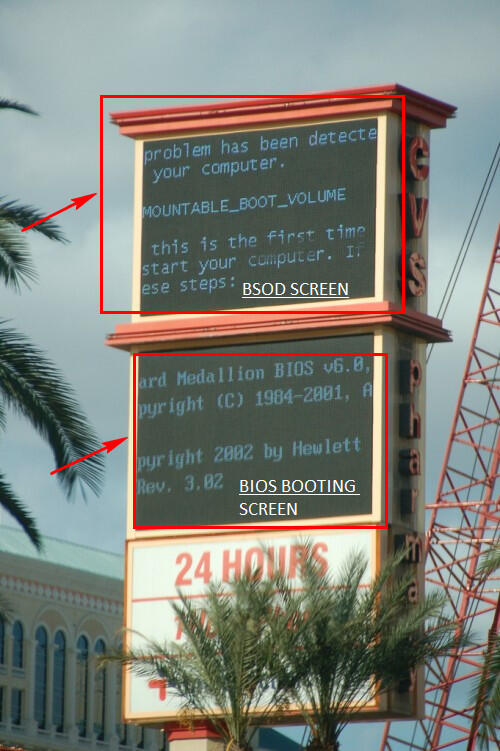 problem has been detecte
your computer.
MOUNTABLE_BOOT_VOLUME
this is the first time
start your computer. If
ese steps:
BSOD SCREEN
ard Medallion BIOS v6.0,
pyright (C) 1984-2001, A
pyright 2002 by Hewlett
Rev. 3.02
BIOS BOOTING
SCREEN
24 HOURS
CVS
pharma